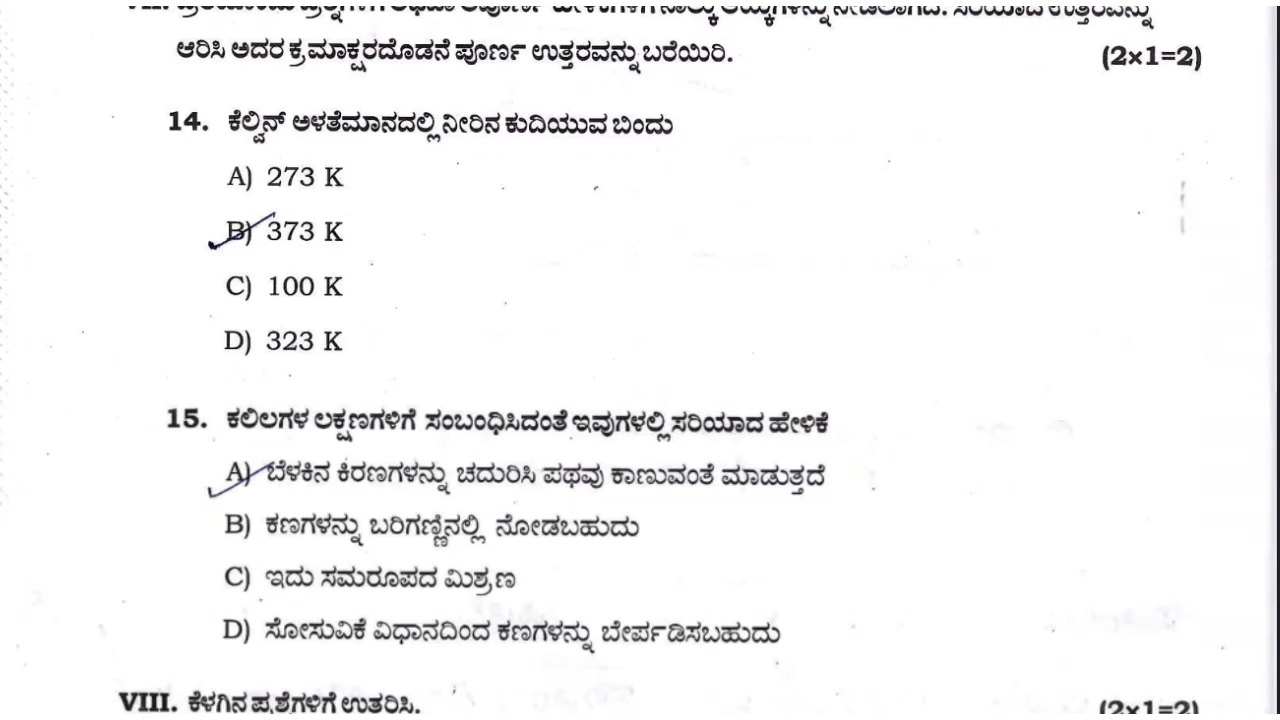 ಆರಿಸಿ ಅದರ ಕ್ರಮಾಕ್ಷರದೊಡನೆ ಪೂರ್ಣ ಉತ್ತರವನ್ನು ಬರೆಯಿರಿ. (2×1=2)
14. ಕೆಲ್ವಿನ್ ಅಳತೆಮಾನದಲ್ಲಿ ನೀರಿನ ಕುದಿಯುವ ಬಿಂದು
A) 273 K
B) 373 K
C) 100 K
D) 323 K
15. ಕಲಿಲಗಳ ಲಕ್ಷಣಗಳಿಗೆ ಸಂಬಂಧಿಸಿದಂತೆ ಇವುಗಳಲ್ಲಿ ಸರಿಯಾದ ಹೇಳಿಕೆ
A) ಬೆಳಕಿನ ಕಿರಣಗಳನ್ನು ಚದುರಿಸಿ ಪಥವು ಕಾಣುವಂತೆ ಮಾಡುತ್ತದೆ
B) ಕಣಗಳನ್ನು ಬರಿಗಣ್ಣಿನಲ್ಲಿ ನೋಡಬಹುದು
C) ಇದು ಸಮರೂಪದ ಮಿಶ್ರಣ
D) ಸೋಸುವಿಕೆ ವಿಧಾನದಿಂದ ಕಣಗಳನ್ನು ಬೇರ್ಪಡಿಸಬಹುದು
VIII. ಕೆಳಗಿನ ಪ್ರಶ್ನೆಗಳಿಗೆ ಉತ್ತರಿಸಿ. (2×1=2)